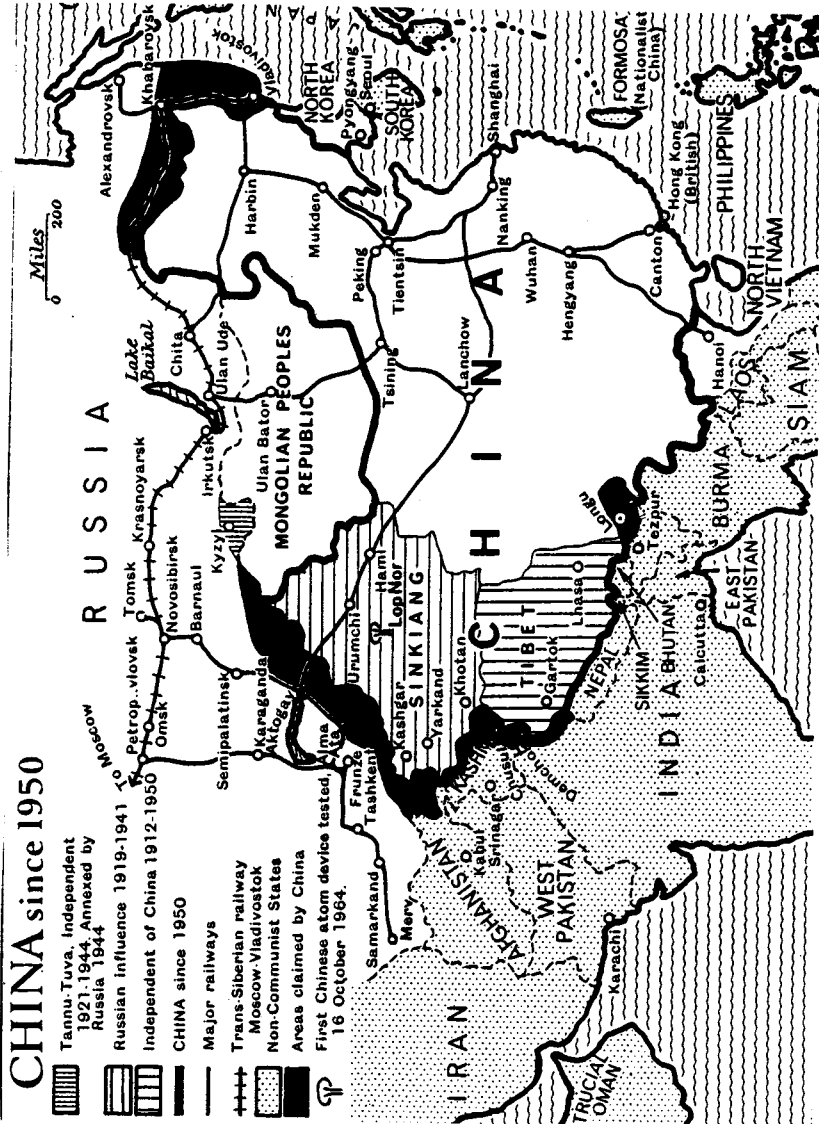 CHINA since 1950
Tannu-Tuva, Independent
1921-1944. Annexed by
Russia 1944
Russian influence 1919-1941
Independent of China 1912-1950
CHINA since 1950
Major railways
Trans-Siberian railway
Moscow-Vladivostok
Non-Communist States
Areas claimed by China
First Chinese atom device tested,
16 October 1964.
Miles
0 200
RUSSIA
To Moscow
Petrop..vlovsk
Omsk
Tomsk
Novosibirsk
Barnaul
Krasnoyarsk
Irkutsk
Lake
Baikal
Chita
Ulan Ude
Alexandrovsk
Khabarovsk
Vladivostok
Semipalatinsk
Karaganda
Aktogay
Alma
Ata
Frunze
Tashkent
Samarkand
Merv
Kyzyl
Ulan Bator
MONGOLIAN PEOPLES
REPUBLIC
Harbin
Mukden
Peking
Tientsin
Tsining
Lanchow
NORTH
KOREA
Pyongyang
Seoul
SOUTH
KOREA
JAPAN
Shanghai
Nanking
Wuhan
Hengyang
Canton
Hong Kong
(British)
FORMOSA
(Nationalist
China)
PHILIPPINES
NORTH
VIETNAM
Hanoi
LAOS
SIAM
BURMA
CHINA
Urumchi
Hami
Lop Nor
SINKIANG
Kashgar
Yarkand
Khotan
TIBET
Gartok
Lhasa
Longu
Tezpur
NEPAL
SIKKIM
BHUTAN
Calcutta
EAST
PAKISTAN
INDIA
KASHMIR
Chusul
Demchok
Srinagar
Kabul
AFGHANISTAN
WEST
PAKISTAN
Karachi
IRAN
TRUCIAL
OMAN